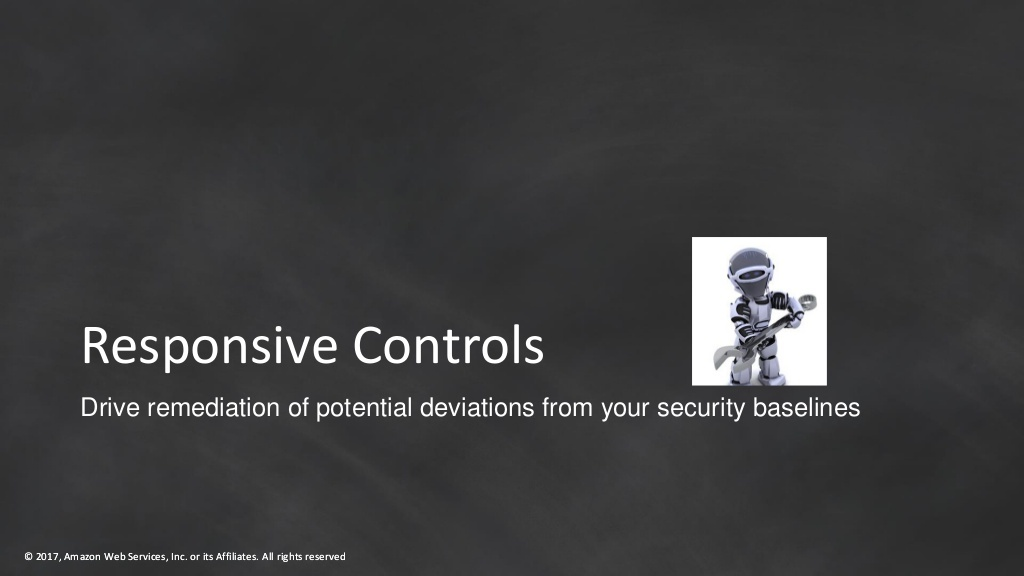 Responsive Controls
Drive remediation of potential deviations from your security baselines
© 2017, Amazon Web Services, Inc. or its Affiliates. All rights reserved